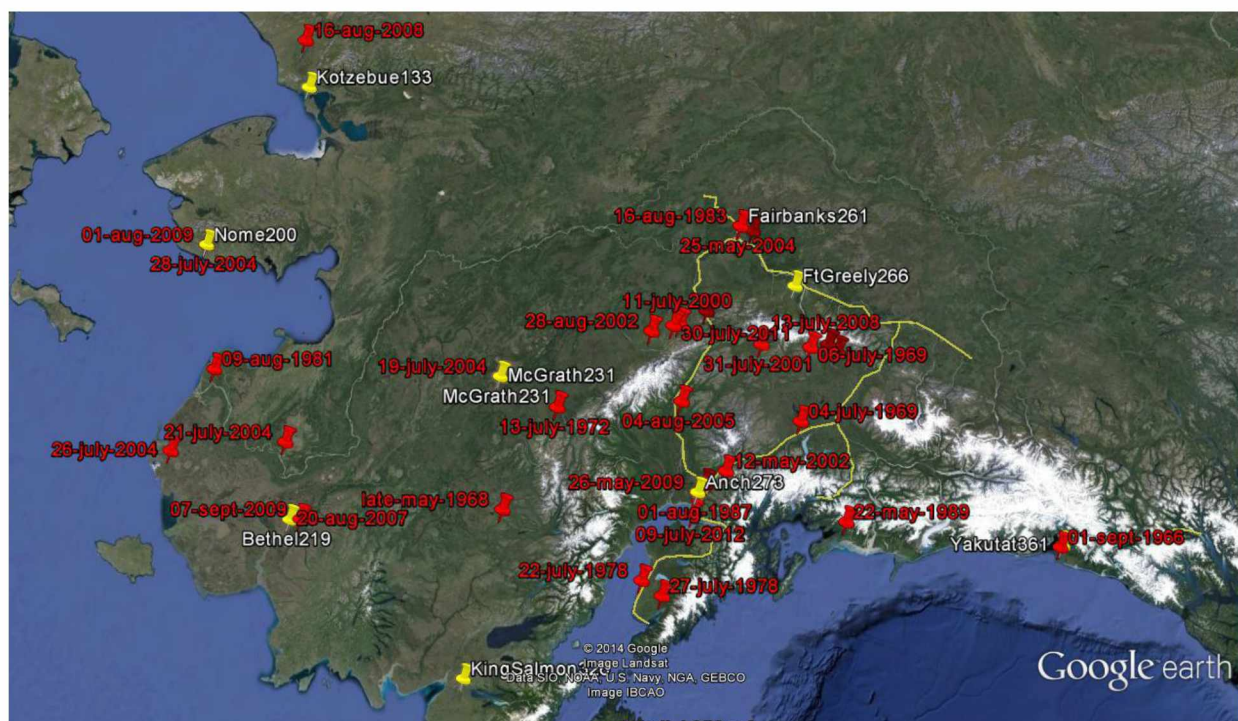 16-aug-2008
Kotzebue133
16-aug-1983 Fairbanks261
01-aug-2009 Nome200
25-may-2004
28-july-2004
FtGreely266
11-july-2000
28-aug-2002 13-july-2008
30-july-2011
09-aug-1981 06-july-1969
19-july-2004 31-july-2001
McGrath231
McGrath231
04-aug-2005 04-july-1969
13-july-1972
21-july-2004
26-july-2004
12-may-2002
26-may-2009 Anch273
late-may-1968
07-sept-2009 01-aug-1987 22-may-1989
20-aug-2007
09-july-2012
Bethel219 Yakutat361 01-sept-1966
22-july-1978
27-july-1978
© 2014 Google
Image Landsat
KingSalmon326
Data SIO, NOAA, U.S. Navy, NGA, GEBCO
Image IBCAO
Google earth